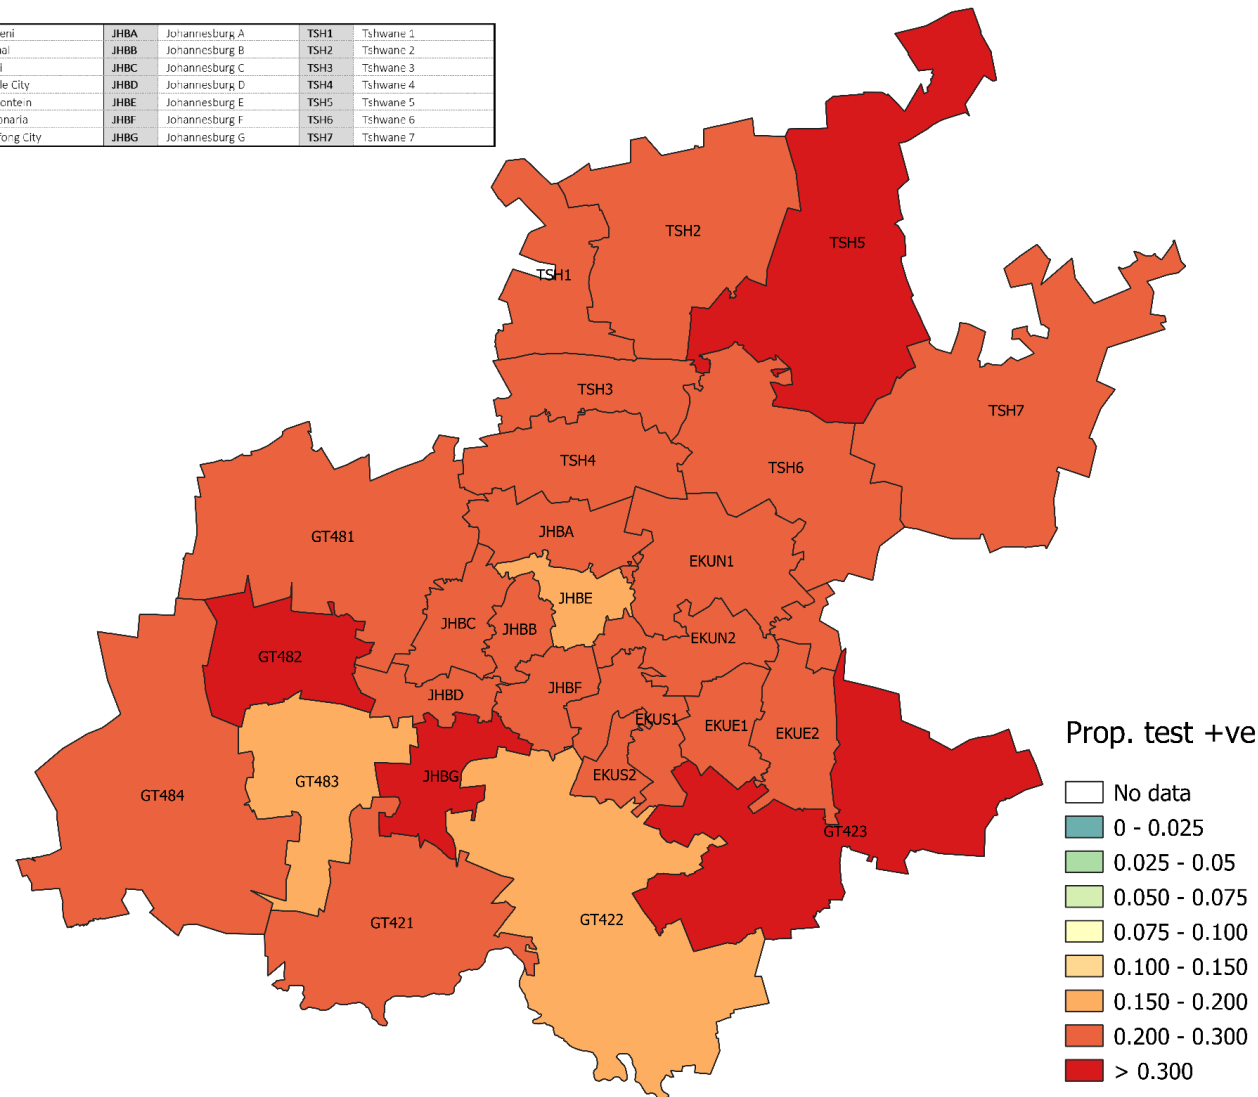 eni JHBA Johannesburg A TSH1 Tshwane 1
nal JHBB Johannesburg B TSH2 Tshwane 2
i JHBC Johannesburg C TSH3 Tshwane 3
le City JHBD Johannesburg D TSH4 Tshwane 4
ontein JHBE Johannesburg E TSH5 Tshwane 5
onaria JHBF Johannesburg F TSH6 Tshwane 6
fong City JHBG Johannesburg G TSH7 Tshwane 7
TSH2
TSH5
TSH1
TSH3
TSH7
TSH4
TSH6
GT481
JHBA
EKUN1
JHBE
JHBC
JHBB
EKUN2
GT482
JHBF
JHBD
EKUS1
EKUE1
EKUE2
EKUS2
JHBG
GT483
GT484
GT423
GT422
GT421
Prop. test +ve
No data
0 - 0.025
0.025 - 0.05
0.050 - 0.075
0.075 - 0.100
0.100 - 0.150
0.150 - 0.200
0.200 - 0.300
> 0.300